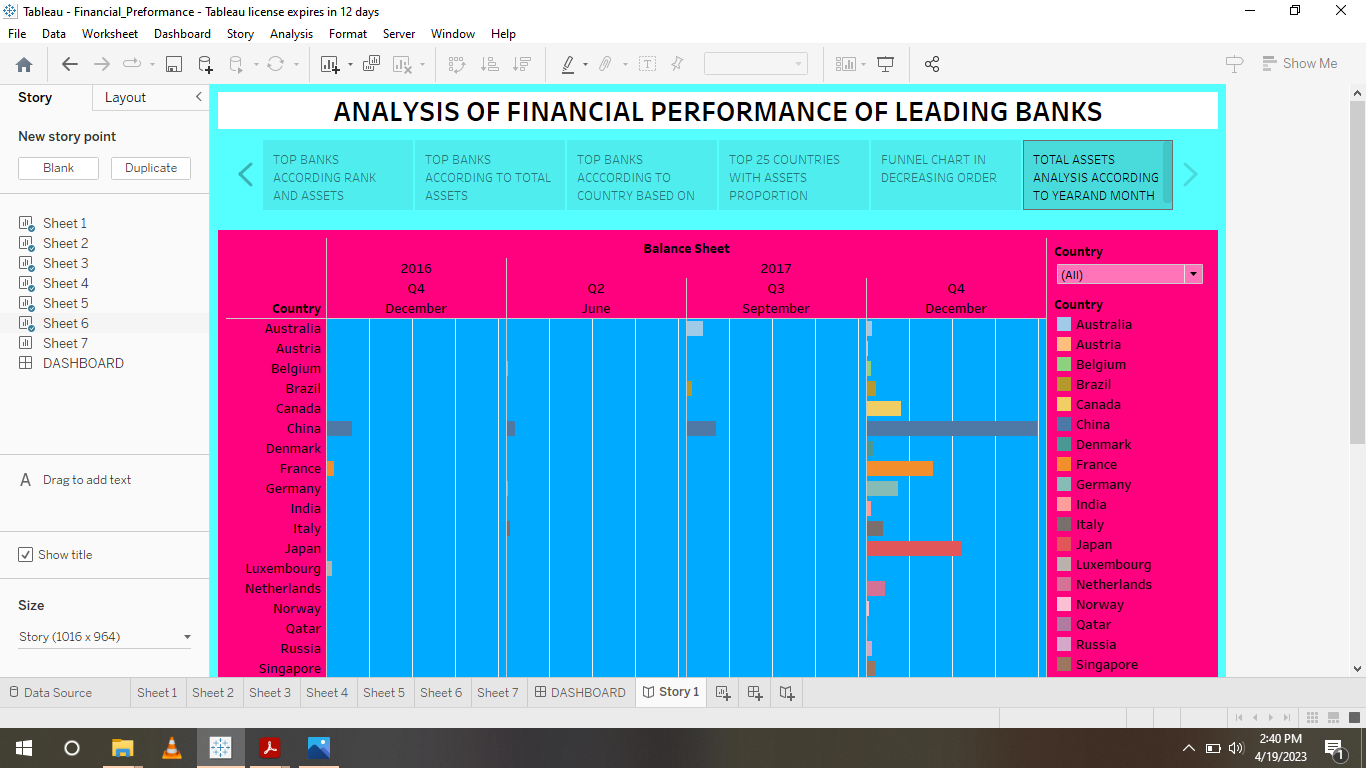 Tableau - Financial_Preformance - Tableau license expires in 12 days
File Data Worksheet Dashboard Story Analysis Format Server Window Help
Show Me
Story Layout
New story point
Blank Duplicate
Sheet 1
Sheet 2
Sheet 3
Sheet 4
Sheet 5
Sheet 6
Sheet 7
DASHBOARD
A Drag to add text
Show title
Size
Story (1016 x 964)
ANALYSIS OF FINANCIAL PERFORMANCE OF LEADING BANKS
TOP BANKS
ACCORDING RANK
AND ASSETS
TOP BANKS
ACCORDING TO TOTAL
ASSETS
TOP BANKS
ACCCORDING TO
COUNTRY BASED ON
TOP 25 COUNTRIES
WITH ASSETS
PROPORTION
FUNNEL CHART IN
DECREASING ORDER
TOTAL ASSETS
ANALYSIS ACCORDING
TO YEARAND MONTH
Balance Sheet
2016 2017
Q4 Q2 Q3 Q4
Country December June September December
Australia
Austria
Belgium
Brazil
Canada
China
Denmark
France
Germany
India
Italy
Japan
Luxembourg
Netherlands
Norway
Qatar
Russia
Singapore
Country
(All)
Country
Australia
Austria
Belgium
Brazil
Canada
China
Denmark
France
Germany
India
Italy
Japan
Luxembourg
Netherlands
Norway
Qatar
Russia
Singapore
Data Source Sheet 1 Sheet 2 Sheet 3 Sheet 4 Sheet 5 Sheet 6 Sheet 7 DASHBOARD Story 1
2:40 PM
4/19/2023
1